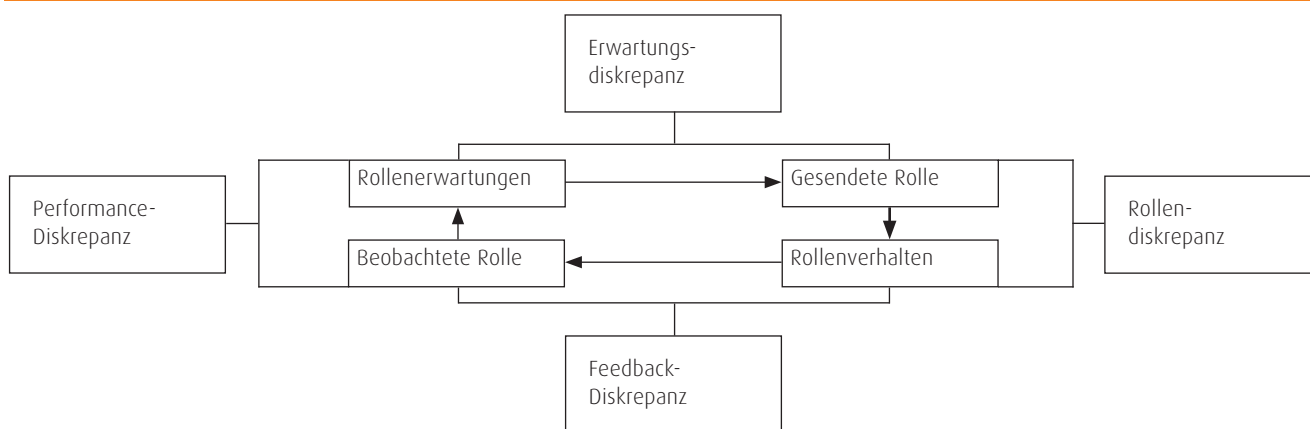 Erwartungs-
diskrepanz
Rollenerwartungen
Gesendete Rolle
Performance-
Diskrepanz
Rollen-
diskrepanz
Beobachtete Rolle
Rollenverhalten
Feedback-
Diskrepanz